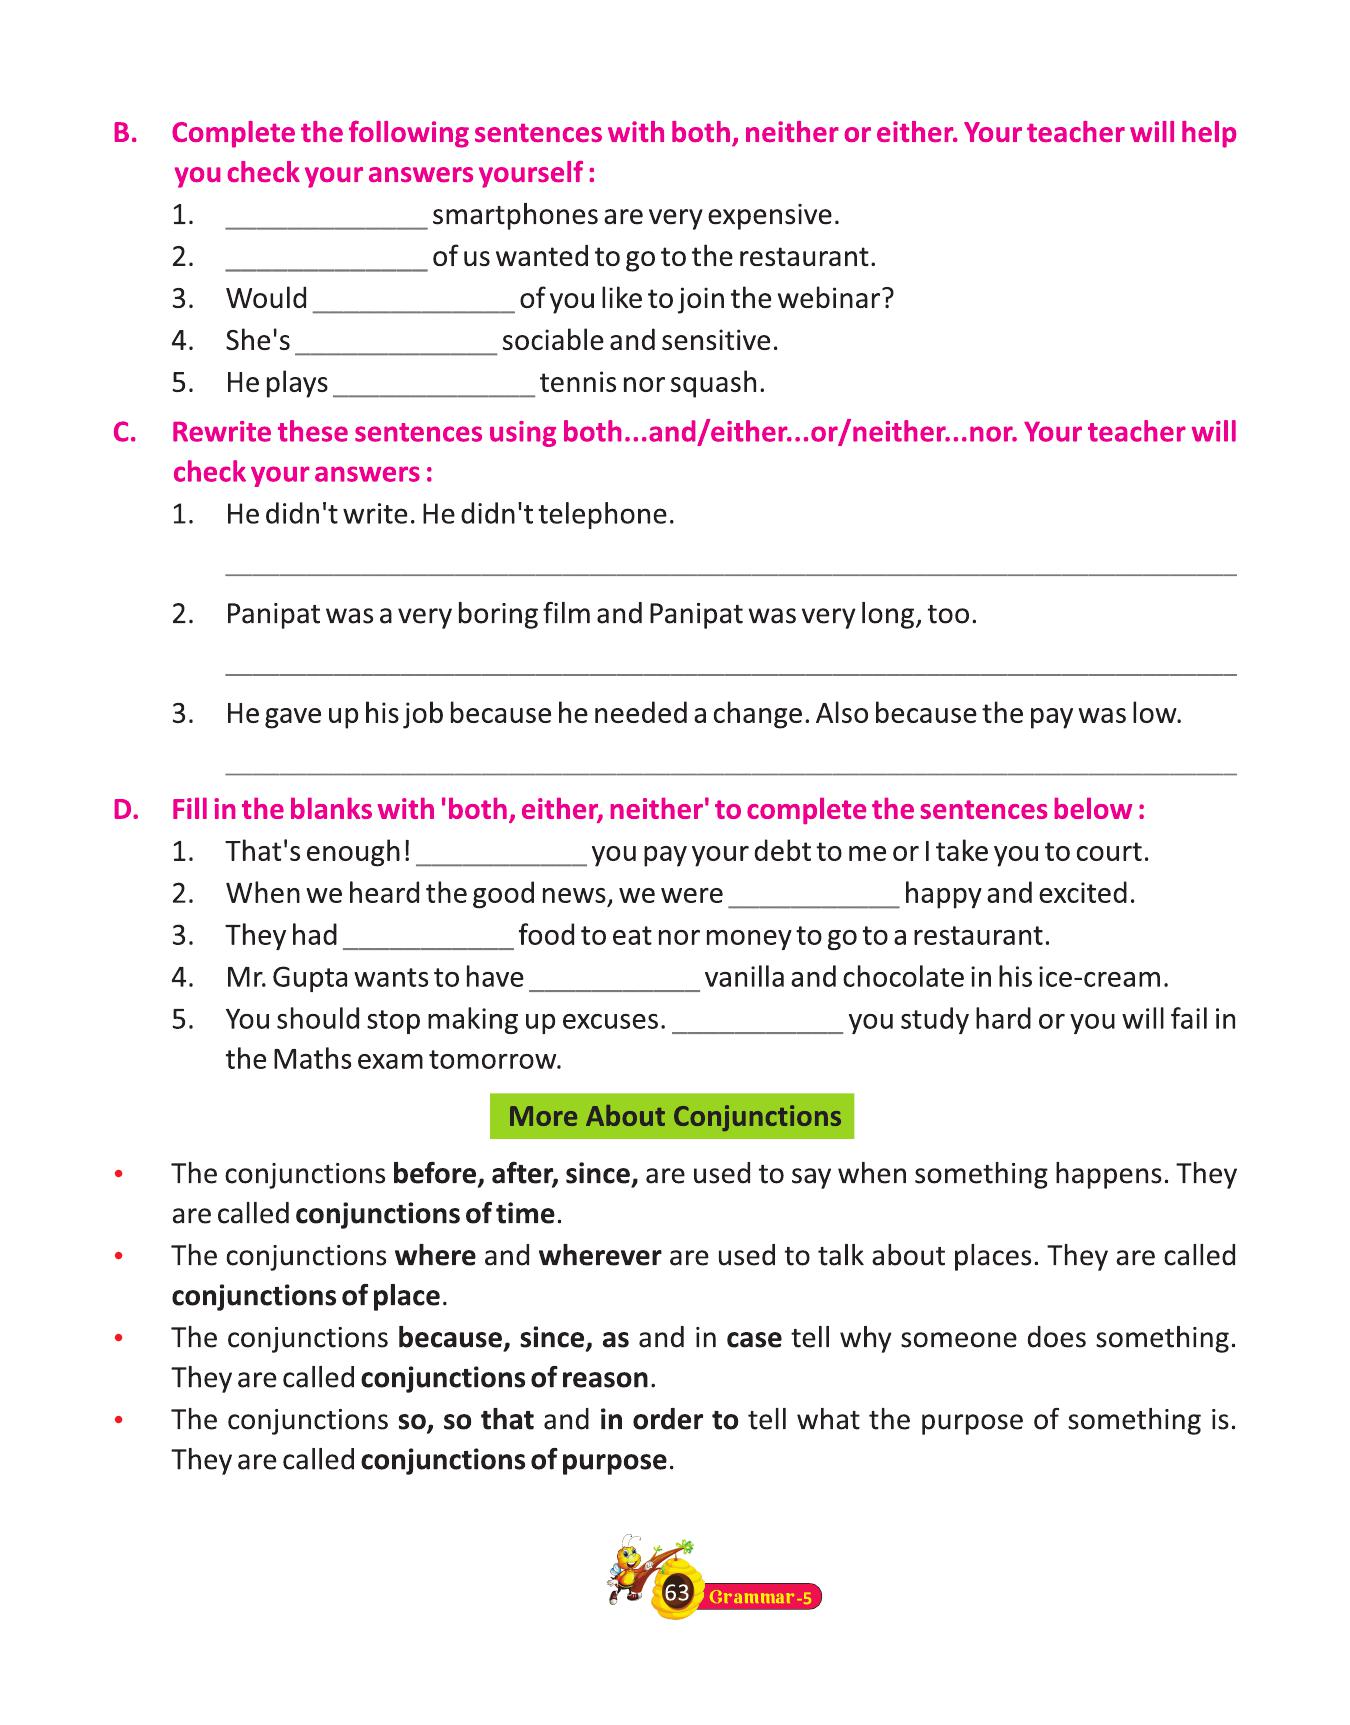 B. Complete the following sentences with both, neither or either. Your teacher will help
you check your answers yourself :
1. _____________ smartphones are very expensive.
2. _____________ of us wanted to go to the restaurant.
3. Would _____________ of you like to join the webinar?
4. She's _____________ sociable and sensitive.
5. He plays _____________ tennis nor squash.
C. Rewrite these sentences using both...and/either...or/neither...nor. Your teacher will
check your answers :
1. He didn't write. He didn't telephone.
2. Panipat was a very boring film and Panipat was very long, too.
3. He gave up his job because he needed a change. Also because the pay was low.
D. Fill in the blanks with 'both, either, neither' to complete the sentences below :
1. That's enough! ___________ you pay your debt to me or I take you to court.
2. When we heard the good news, we were ___________ happy and excited.
3. They had ___________ food to eat nor money to go to a restaurant.
4. Mr. Gupta wants to have ___________ vanilla and chocolate in his ice-cream.
5. You should stop making up excuses. ___________ you study hard or you will fail in
the Maths exam tomorrow.
More About Conjunctions
• The conjunctions before, after, since, are used to say when something happens. They
are called conjunctions of time.
• The conjunctions where and wherever are used to talk about places. They are called
conjunctions of place.
• The conjunctions because, since, as and in case tell why someone does something.
They are called conjunctions of reason.
• The conjunctions so, so that and in order to tell what the purpose of something is.
They are called conjunctions of purpose.
63 Grammar-5